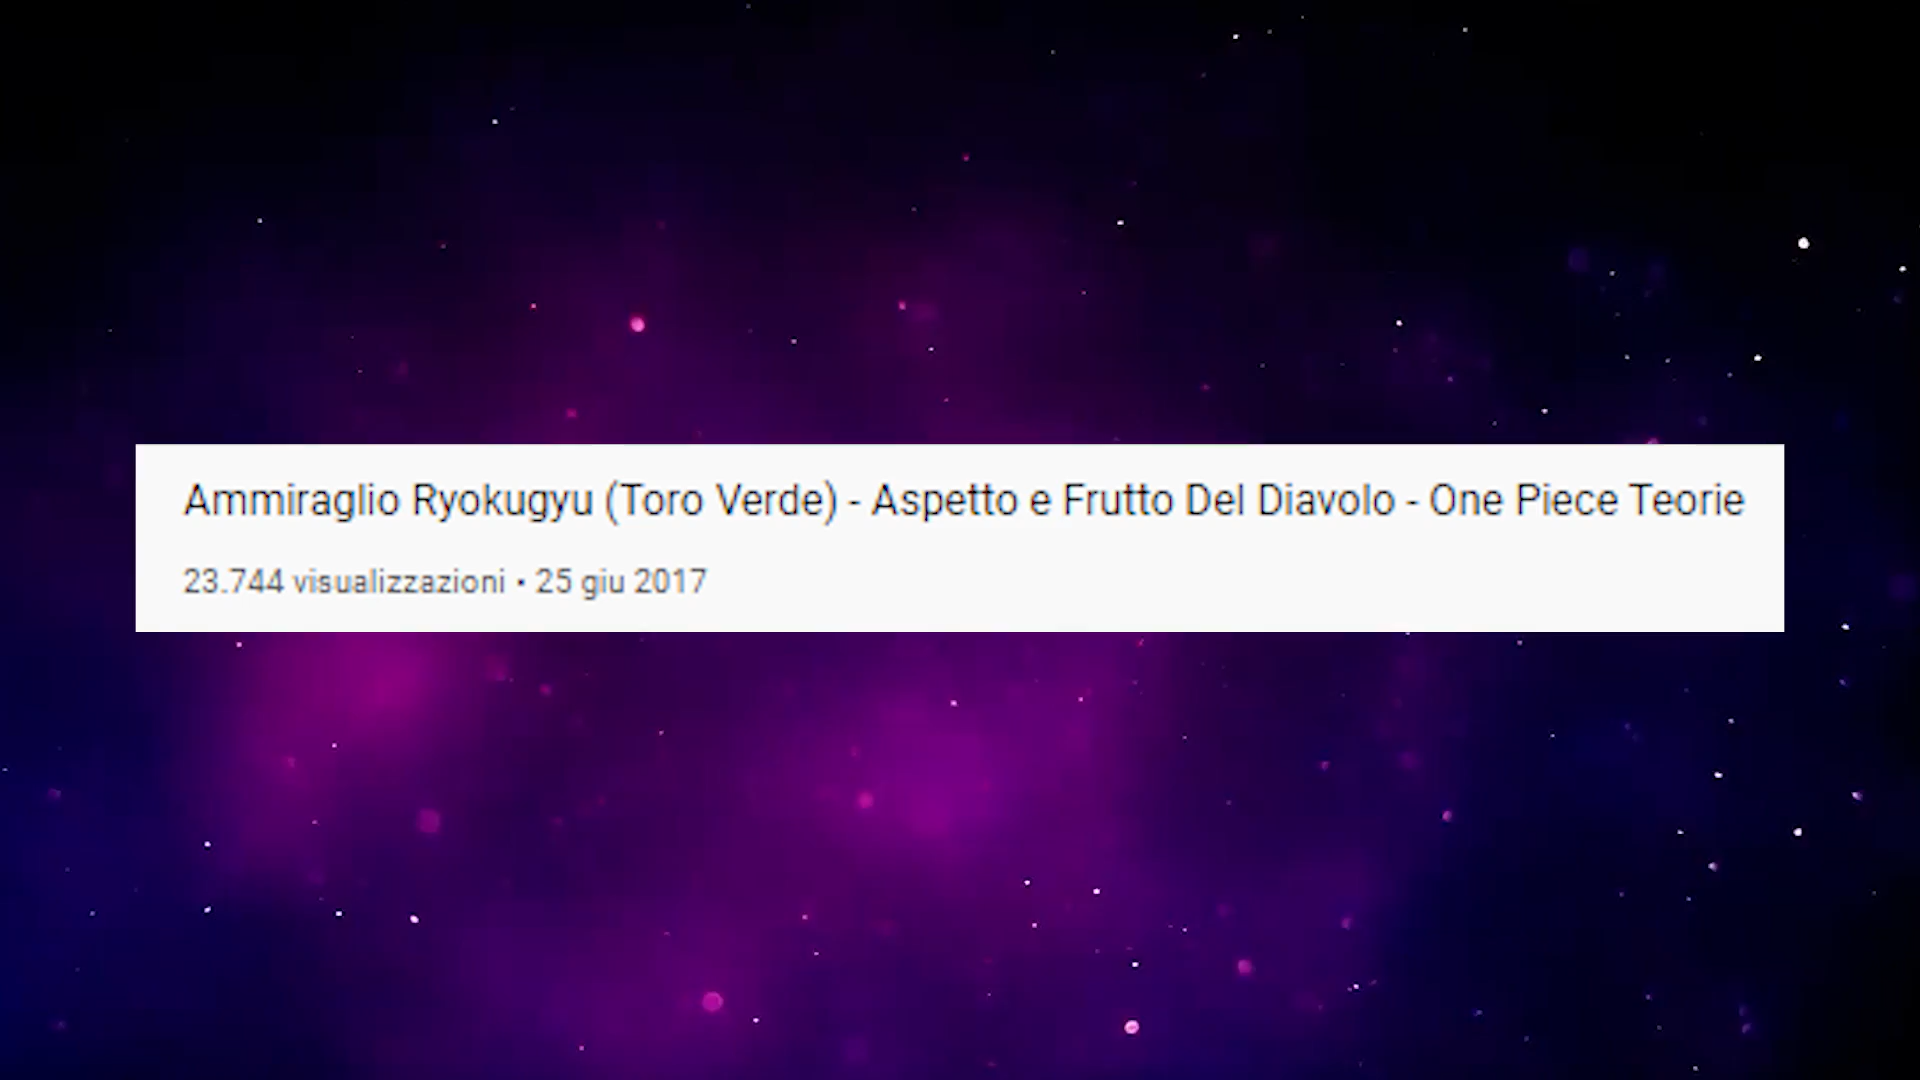 Ammiraglio Ryokugyu (Toro Verde) - Aspetto e Frutto Del Diavolo - One Piece Teorie
23.744 visualizzazioni • 25 giu 2017